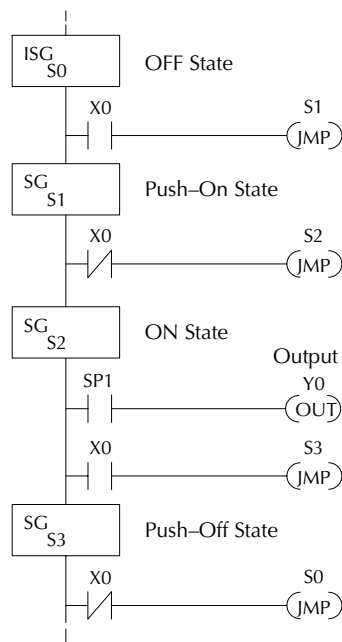 ISG
S0
OFF State
X0
S1
JMP
SG
S1
Push–On State
X0
S2
JMP
SG
S2
ON State
Output
SP1
Y0
OUT
X0
S3
JMP
SG
S3
Push–Off State
X0
S0
JMP